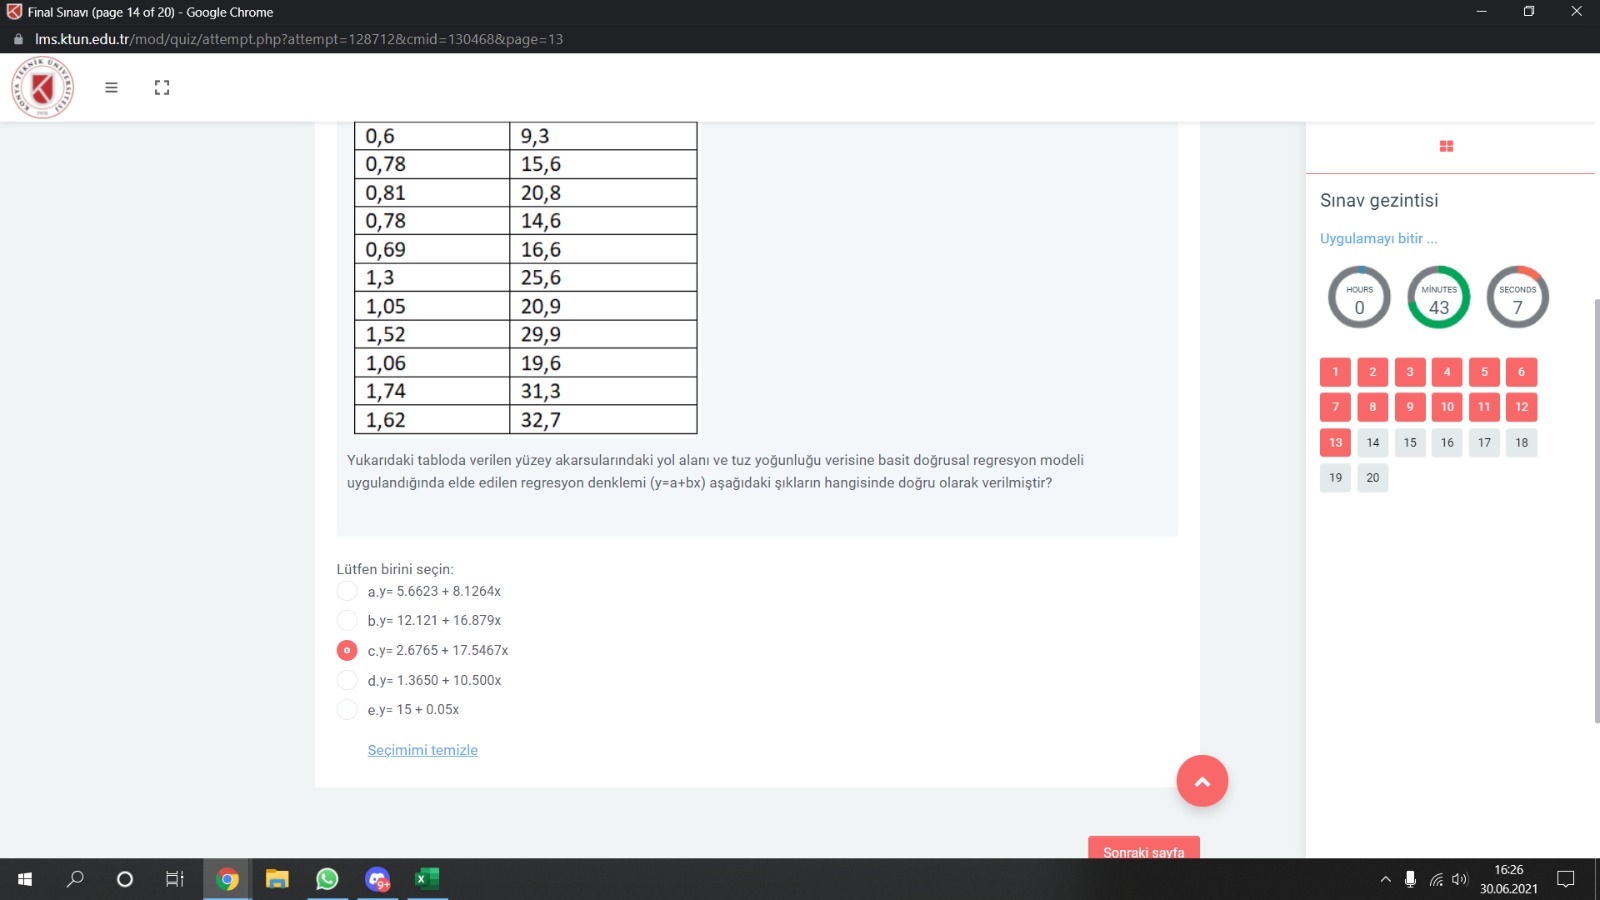 Final Sınavı (page 14 of 20) - Google Chrome
lms.ktun.edu.tr/mod/quiz/attempt.php?attempt=128712&cmid=130468&page=13
KONYA TEKNİK ÜNİVERSİTESİ
0,6 9,3
0,78 15,6
0,81 20,8
0,78 14,6
0,69 16,6
1,3 25,6
1,05 20,9
1,52 29,9
1,06 19,6
1,74 31,3
1,62 32,7
Yukarıdaki tabloda verilen yüzey akarsularındaki yol alanı ve tuz yoğunluğu verisine basit doğrusal regresyon modeli
uygulandığında elde edilen regresyon denklemi (y=a+bx) aşağıdaki şıkların hangisinde doğru olarak verilmiştir?
Lütfen birini seçin:
a.y= 5.6623 + 8.1264x
b.y= 12.121 + 16.879x
c.y= 2.6765 + 17.5467x
d.y= 1.3650 + 10.500x
e.y= 15 + 0.05x
Seçimimi temizle
Sonraki sayfa
Sınav gezintisi
Uygulamayı bitir ...
HOURS MİNUTES SECONDS
0 43 7
1 2 3 4 5 6
7 8 9 10 11 12
13 14 15 16 17 18
19 20
9+
16:26
30.06.2021